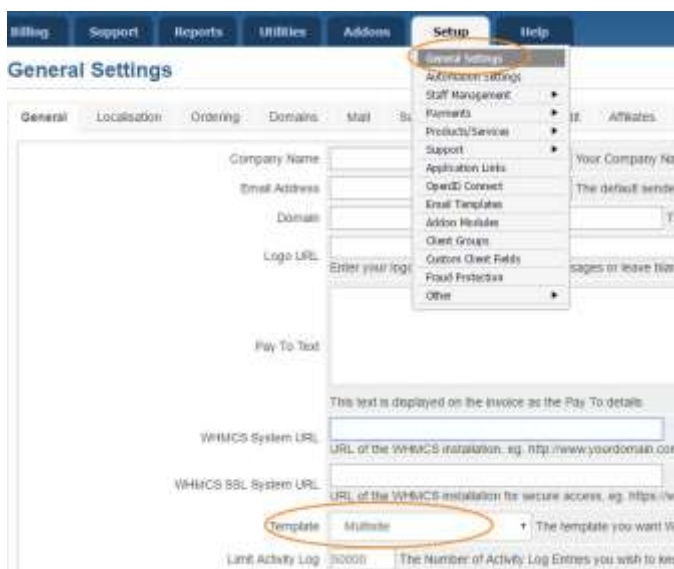 Billing Support Reports Utilities Addons Setup Help
General Settings
General Settings
Automation Settings
Staff Management
Payments
Products/Services
Support
Application Links
OpenID Connect
Email Templates
Addon Modules
Client Groups
Custom Client Fields
Fraud Protection
Other
General Localisation Ordering Domains Mail Affiliates
Company Name Your Company Na
Email Address The default sende
Domain
Logo URL
Enter your logo sages or leave blan
Pay To Text
This text is displayed on the invoice as the Pay To details
WHMCS System URL
URL of the WHMCS installation, eg. http://www.yourdomain.com
WHMCS SSL System URL
URL of the WHMCS installation for secure access, eg. https://w
Template Multisite The template you want W
Limit Activity Log 10000 The Number of Activity Log Entries you wish to kee